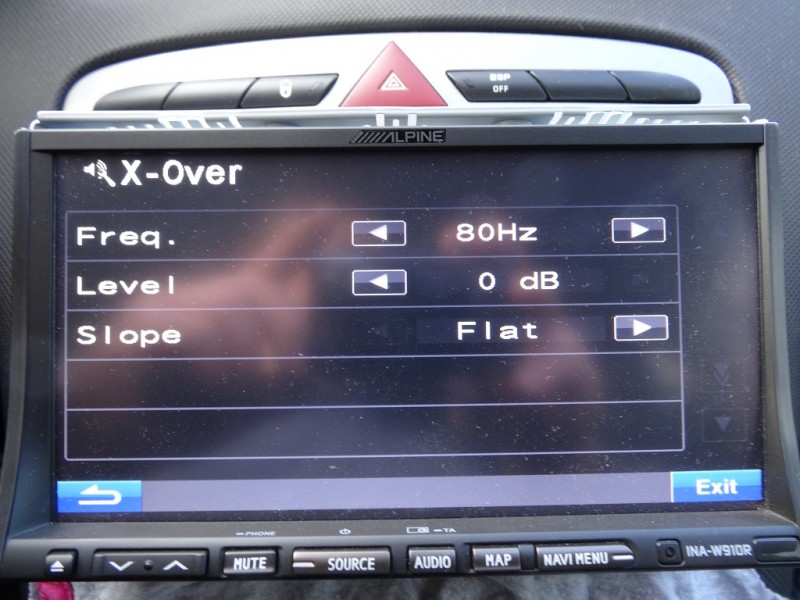 ESP
OFF
ALPINE
X-Over
Freq. 80Hz
Level 0 dB
Slope Flat
Exit
PHONE
TA
MUTE
SOURCE
AUDIO
MAP
NAVI MENU
INA-W910R